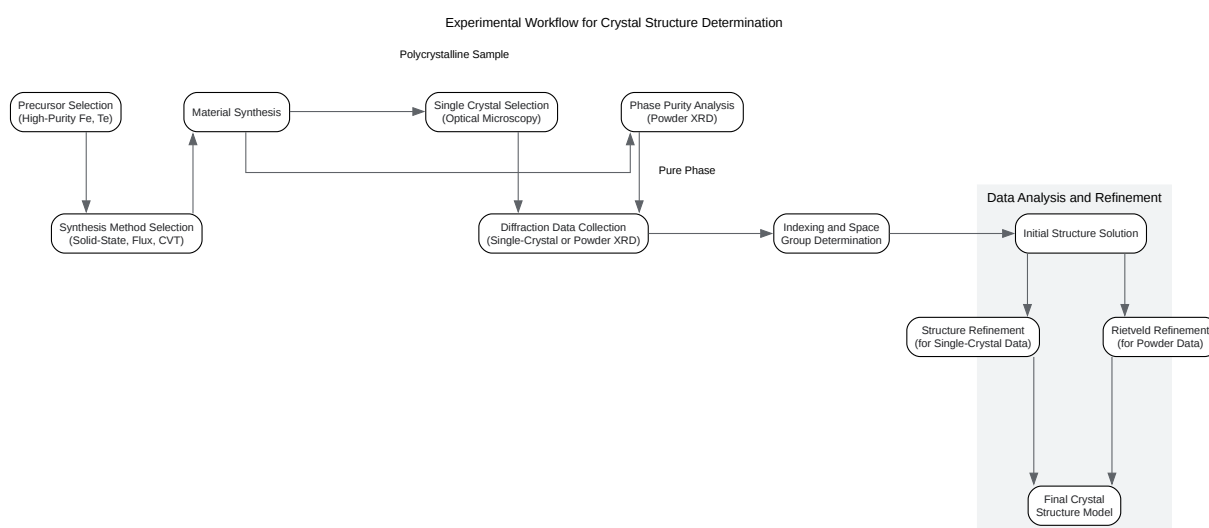 Experimental Workflow for Crystal Structure Determination
Polycrystalline Sample
Precursor Selection
(High-Purity Fe, Te)
Material Synthesis
Single Crystal Selection
(Optical Microscopy)
Phase Purity Analysis
(Powder XRD)
Pure Phase
Synthesis Method Selection
(Solid-State, Flux, CVT)
Diffraction Data Collection
(Single-Crystal or Powder XRD)
Indexing and Space
Group Determination
Data Analysis and Refinement
Initial Structure Solution
Structure Refinement
(for Single-Crystal Data)
Rietveld Refinement
(for Powder Data)
Final Crystal
Structure Model